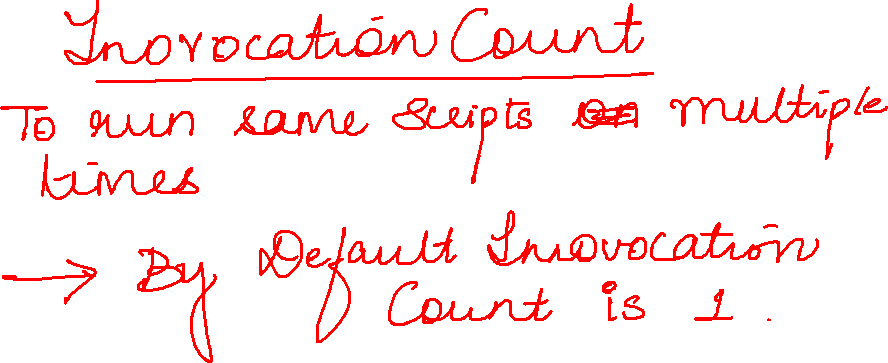 Inovocation Count
To run same scripts multiple
times
→ By Default Inovocation
Count is 1.